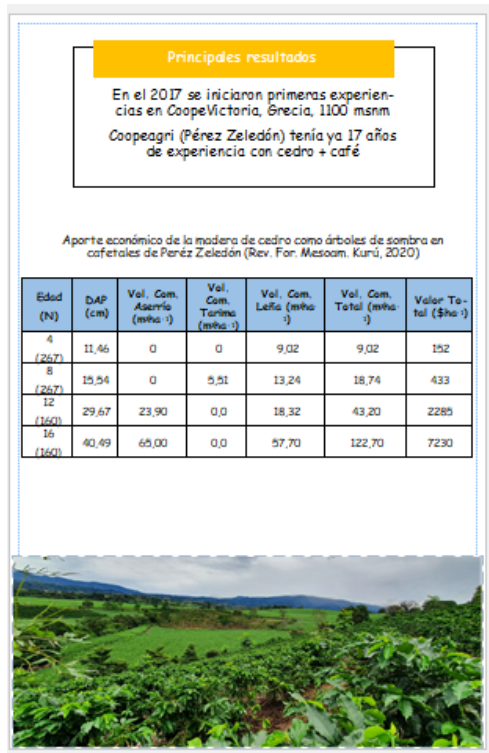 Principales resultados
En el 2017 se iniciaron primeras experien-
cias en CoopeVictoria, Grecia, 1100 msnm
Coopeagri (Pérez Zeledón) tenía ya 17 años
de experiencia con cedro + café
Aporte económico de la madera de cedro como árboles de sombra en
cafetales de Peréz Zeledón (Rev. For. Mesoam. Kurú, 2020)
Edad (N) DAP (cm) Vol. Com. Aserrío (m³ha⁻¹) Vol. Com. Tarima (m³ha⁻¹) Vol. Com. Leña (m³ha⁻¹) Vol. Com. Total (m³ha⁻¹) Valor To-tal ($ha⁻¹)
4 (267) 11,46 0 0 9,02 9,02 152
8 (267) 15,54 0 5,51 13,24 18,74 433
12 (160) 29,67 23,90 0,0 18,32 43,20 2285
16 (160) 40,49 65,00 0,0 57,70 122,70 7230